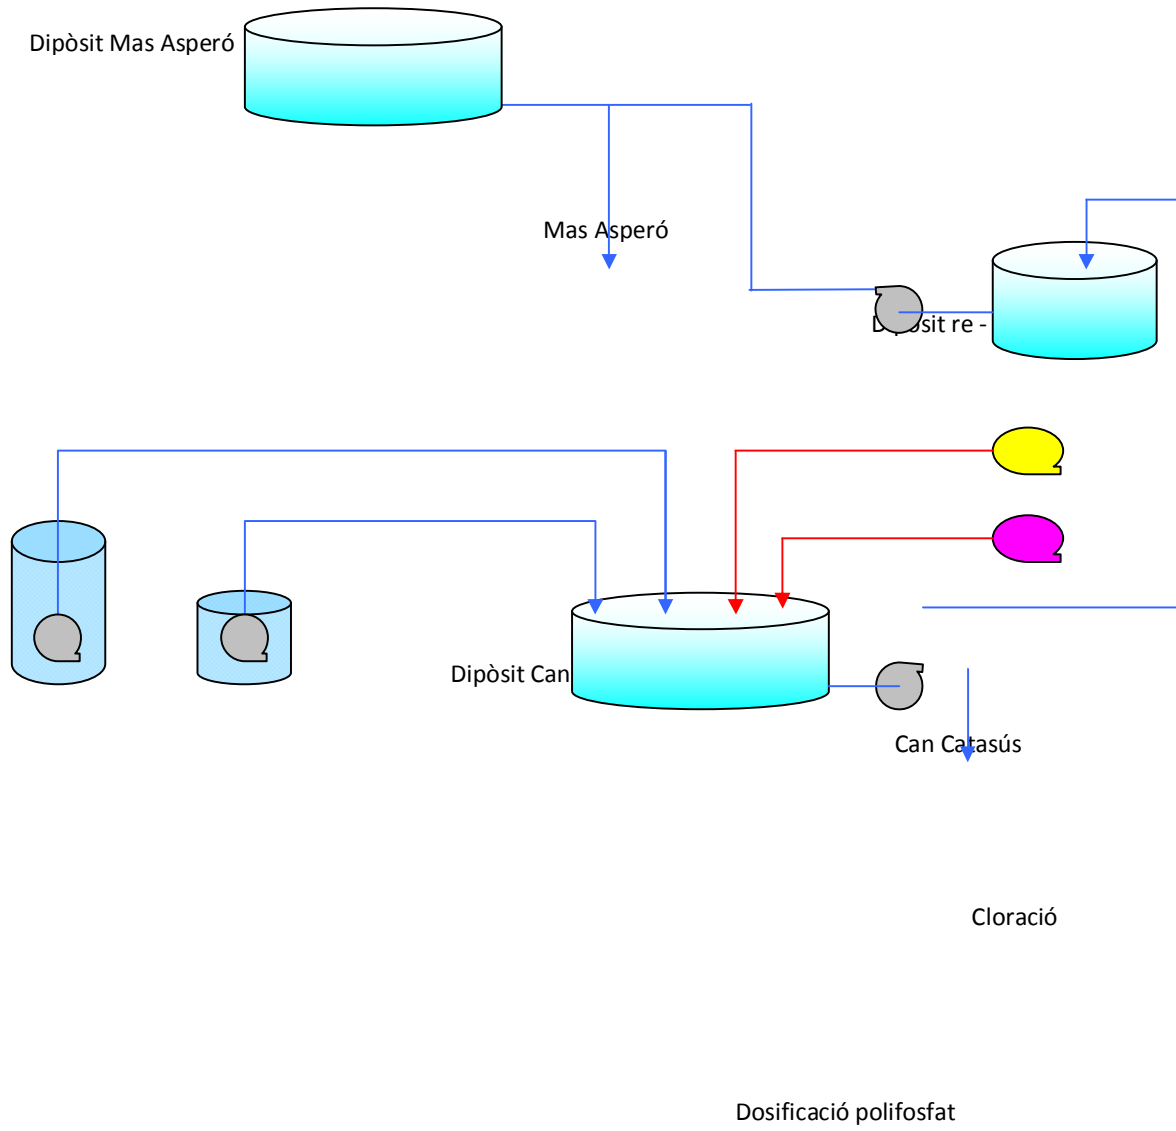 Dipòsit Mas Asperó
Mas Asperó
Dipòsit re -
Dipòsit Can
Can Catasús
Cloració
Dosificació polifosfat